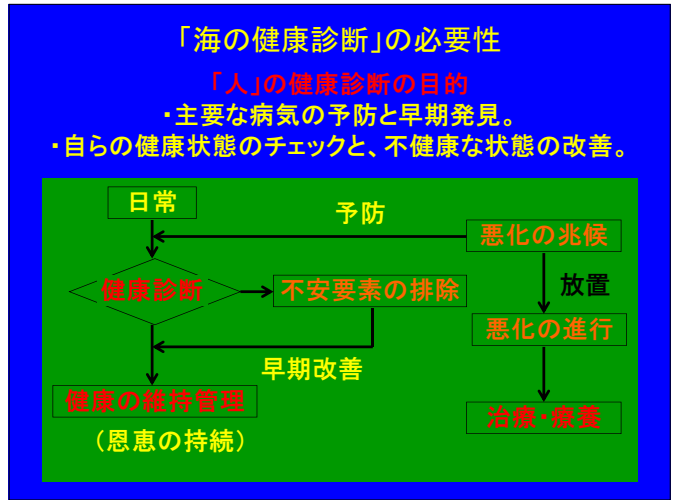 「海の健康診断」の必要性
「人」の健康診断の目的
・主要な病気の予防と早期発見。
・自らの健康状態のチェックと、不健康な状態の改善。
日常
予防
悪化の兆候
健康診断
不安要素の排除
放置
悪化の進行
早期改善
健康の維持管理
治療・療養
（恩恵の持続）